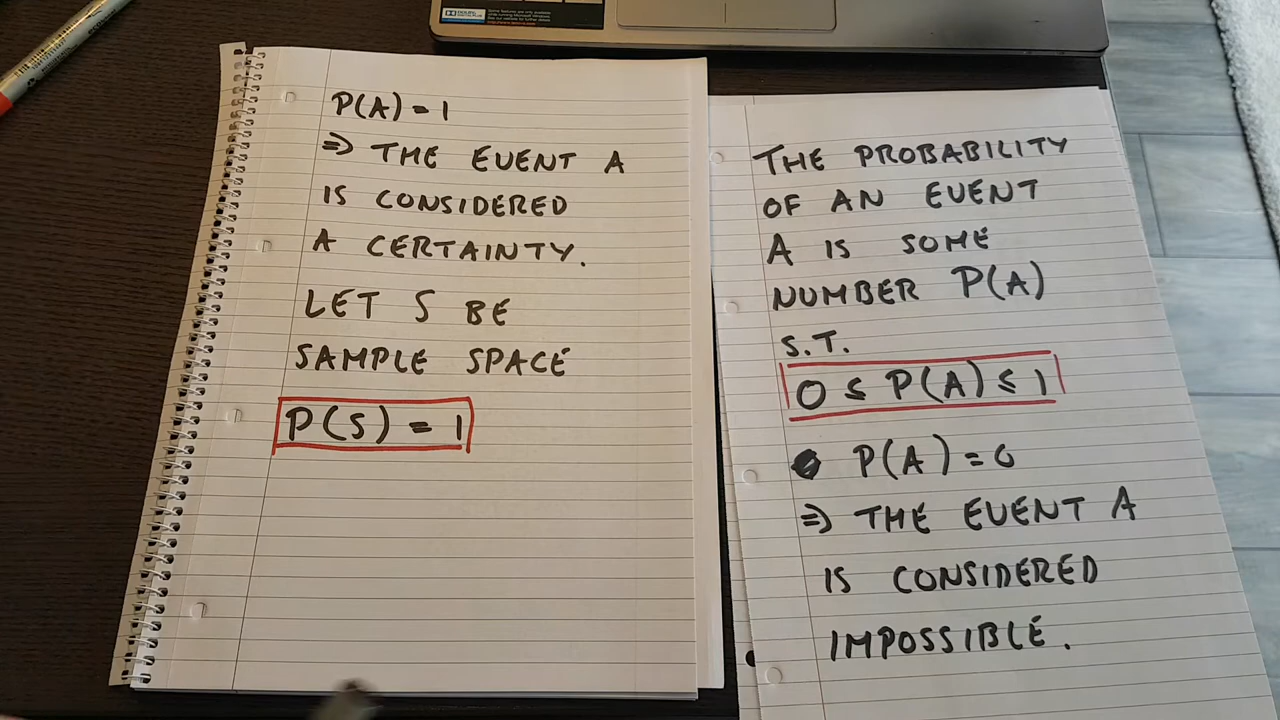 P(A) = 1
⇒ THE EVENT A
IS CONSIDERED
A CERTAINTY.
LET S BE
SAMPLE SPACE
P(S) = 1
THE PROBABILITY
OF AN EVENT
A IS SOME
NUMBER P(A)
S.T.
0 ≤ P(A) ≤ 1
P(A) = 0
⇒ THE EVENT A
IS CONSIDERED
IMPOSSIBLE.